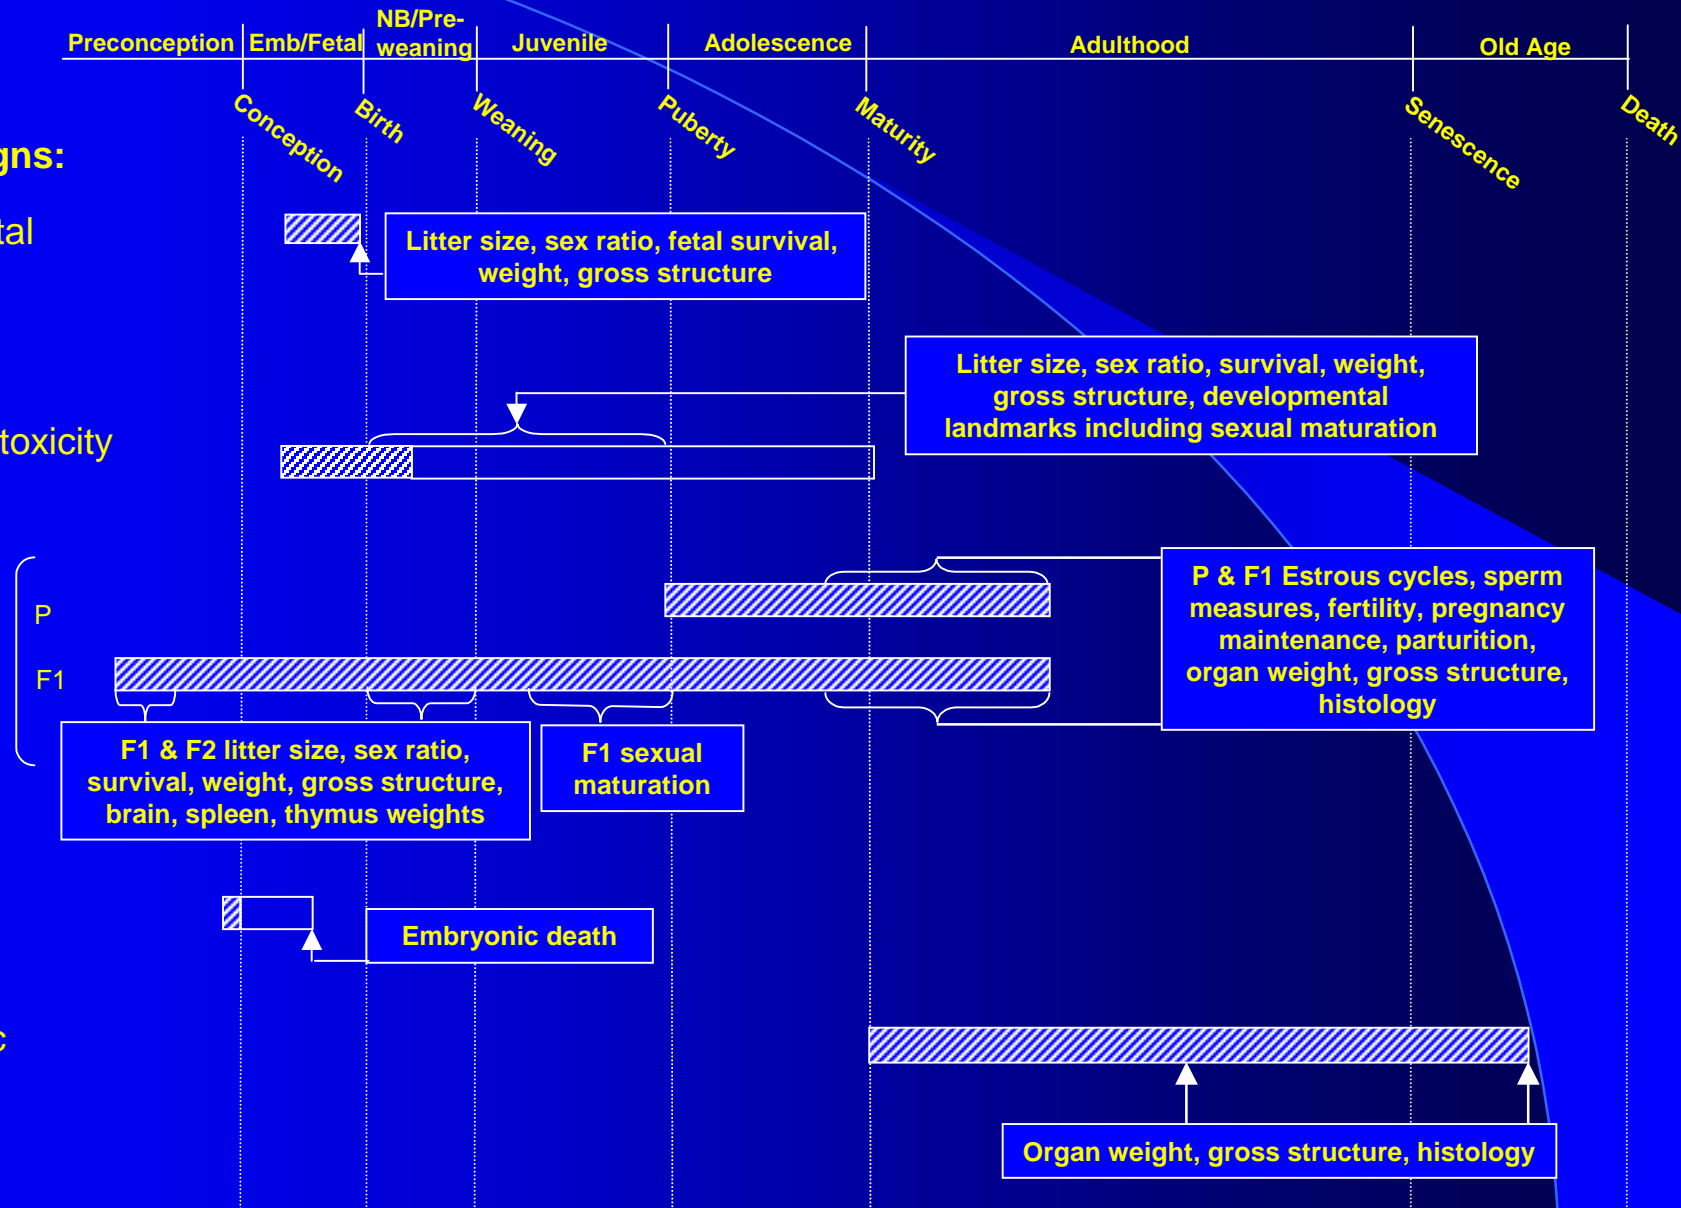 Preconception
Emb/Fetal
NB/Pre-
weaning
Juvenile
Adolescence
Adulthood
Old Age
Conception
Birth
Weaning
Puberty
Maturity
Senescence
Death
gns:
tal
Litter size, sex ratio, fetal survival,
weight, gross structure
Litter size, sex ratio, survival, weight,
gross structure, developmental
landmarks including sexual maturation
toxicity
P
F1
P & F1 Estrous cycles, sperm
measures, fertility, pregnancy
maintenance, parturition,
organ weight, gross structure,
histology
F1 & F2 litter size, sex ratio,
survival, weight, gross structure,
brain, spleen, thymus weights
F1 sexual
maturation
Embryonic death
c
Organ weight, gross structure, histology